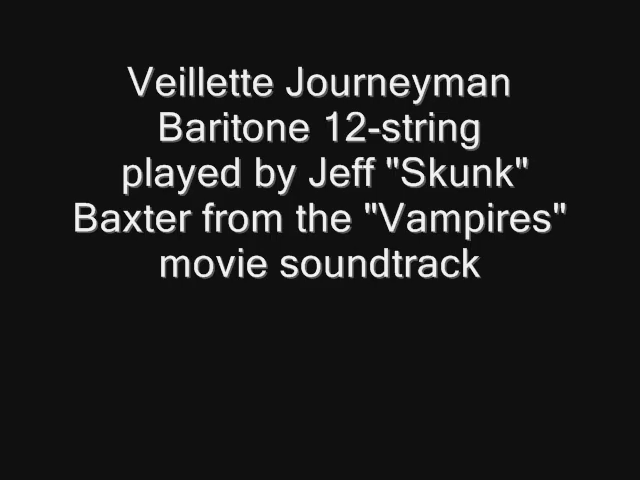 Veillette Journeyman
Baritone 12-string
played by Jeff "Skunk"
Baxter from the "Vampires"
movie soundtrack